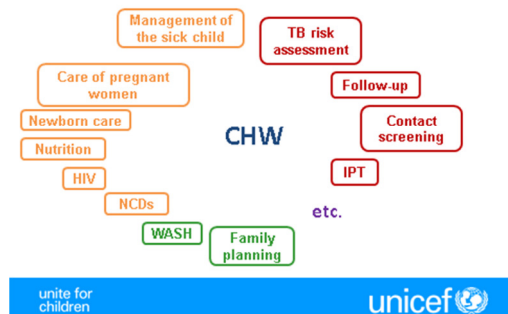 Management of
the sick child
TB risk
assessment
Care of pregnant
women
Follow-up
Newborn care
Contact
screening
CHW
Nutrition
HIV
IPT
NCDs
etc.
WASH
Family
planning
unite for
children
unicef